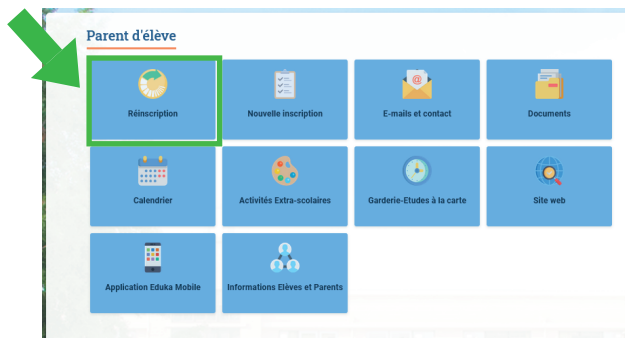 Parent d'élève
Réinscription
Nouvelle inscription
E-mails et contact
Documents
Calendrier
Activités Extra-scolaires
Garderie-Etudes à la carte
Site web
Application Eduka Mobile
Informations Elèves et Parents